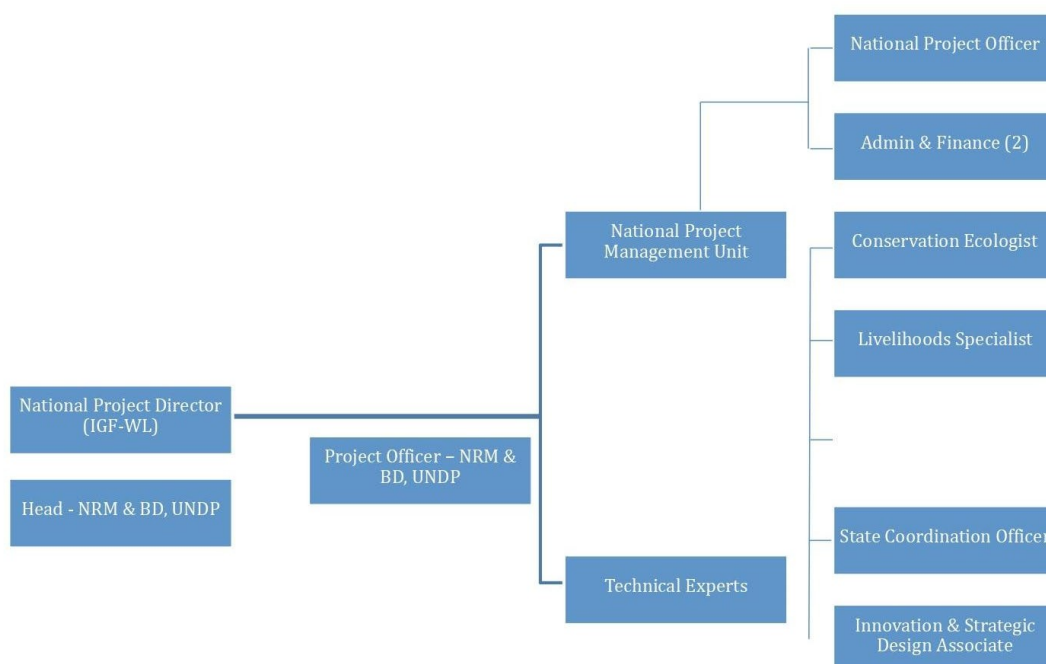 National Project Officer
Admin & Finance (2)
National Project
Management Unit
Conservation Ecologist
Livelihoods Specialist
National Project Director
(IGF-WL)
Project Officer – NRM &
BD, UNDP
Head - NRM & BD, UNDP
State Coordination Officer
Technical Experts
Innovation & Strategic
Design Associate